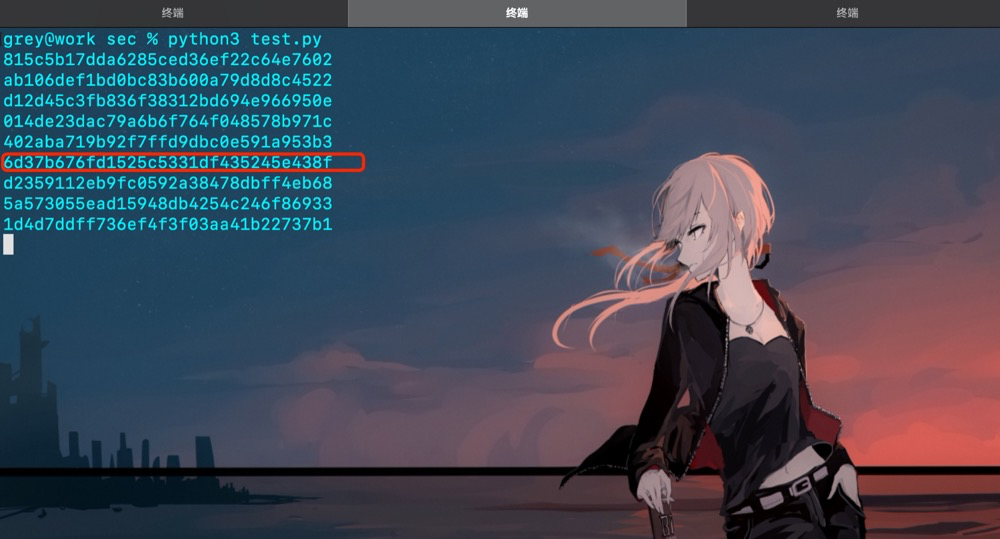 终端 终端 终端
grey@work sec % python3 test.py
815c5b17dda6285ced36ef22c64e7602
ab106def1bd0bc83b600a79d8d8c4522
d12d45c3fb836f38312bd694e966950e
014de23dac79a6b6f764f048578b971c
402aba719b92f7ffd9dbc0e591a953b3
6d37b676fd1525c5331df435245e438f
d2359112eb9fc0592a38478dbff4eb68
5a573055ead15948db4254c246f86933
1d4d7ddff736ef4f3f03aa41b22737b1